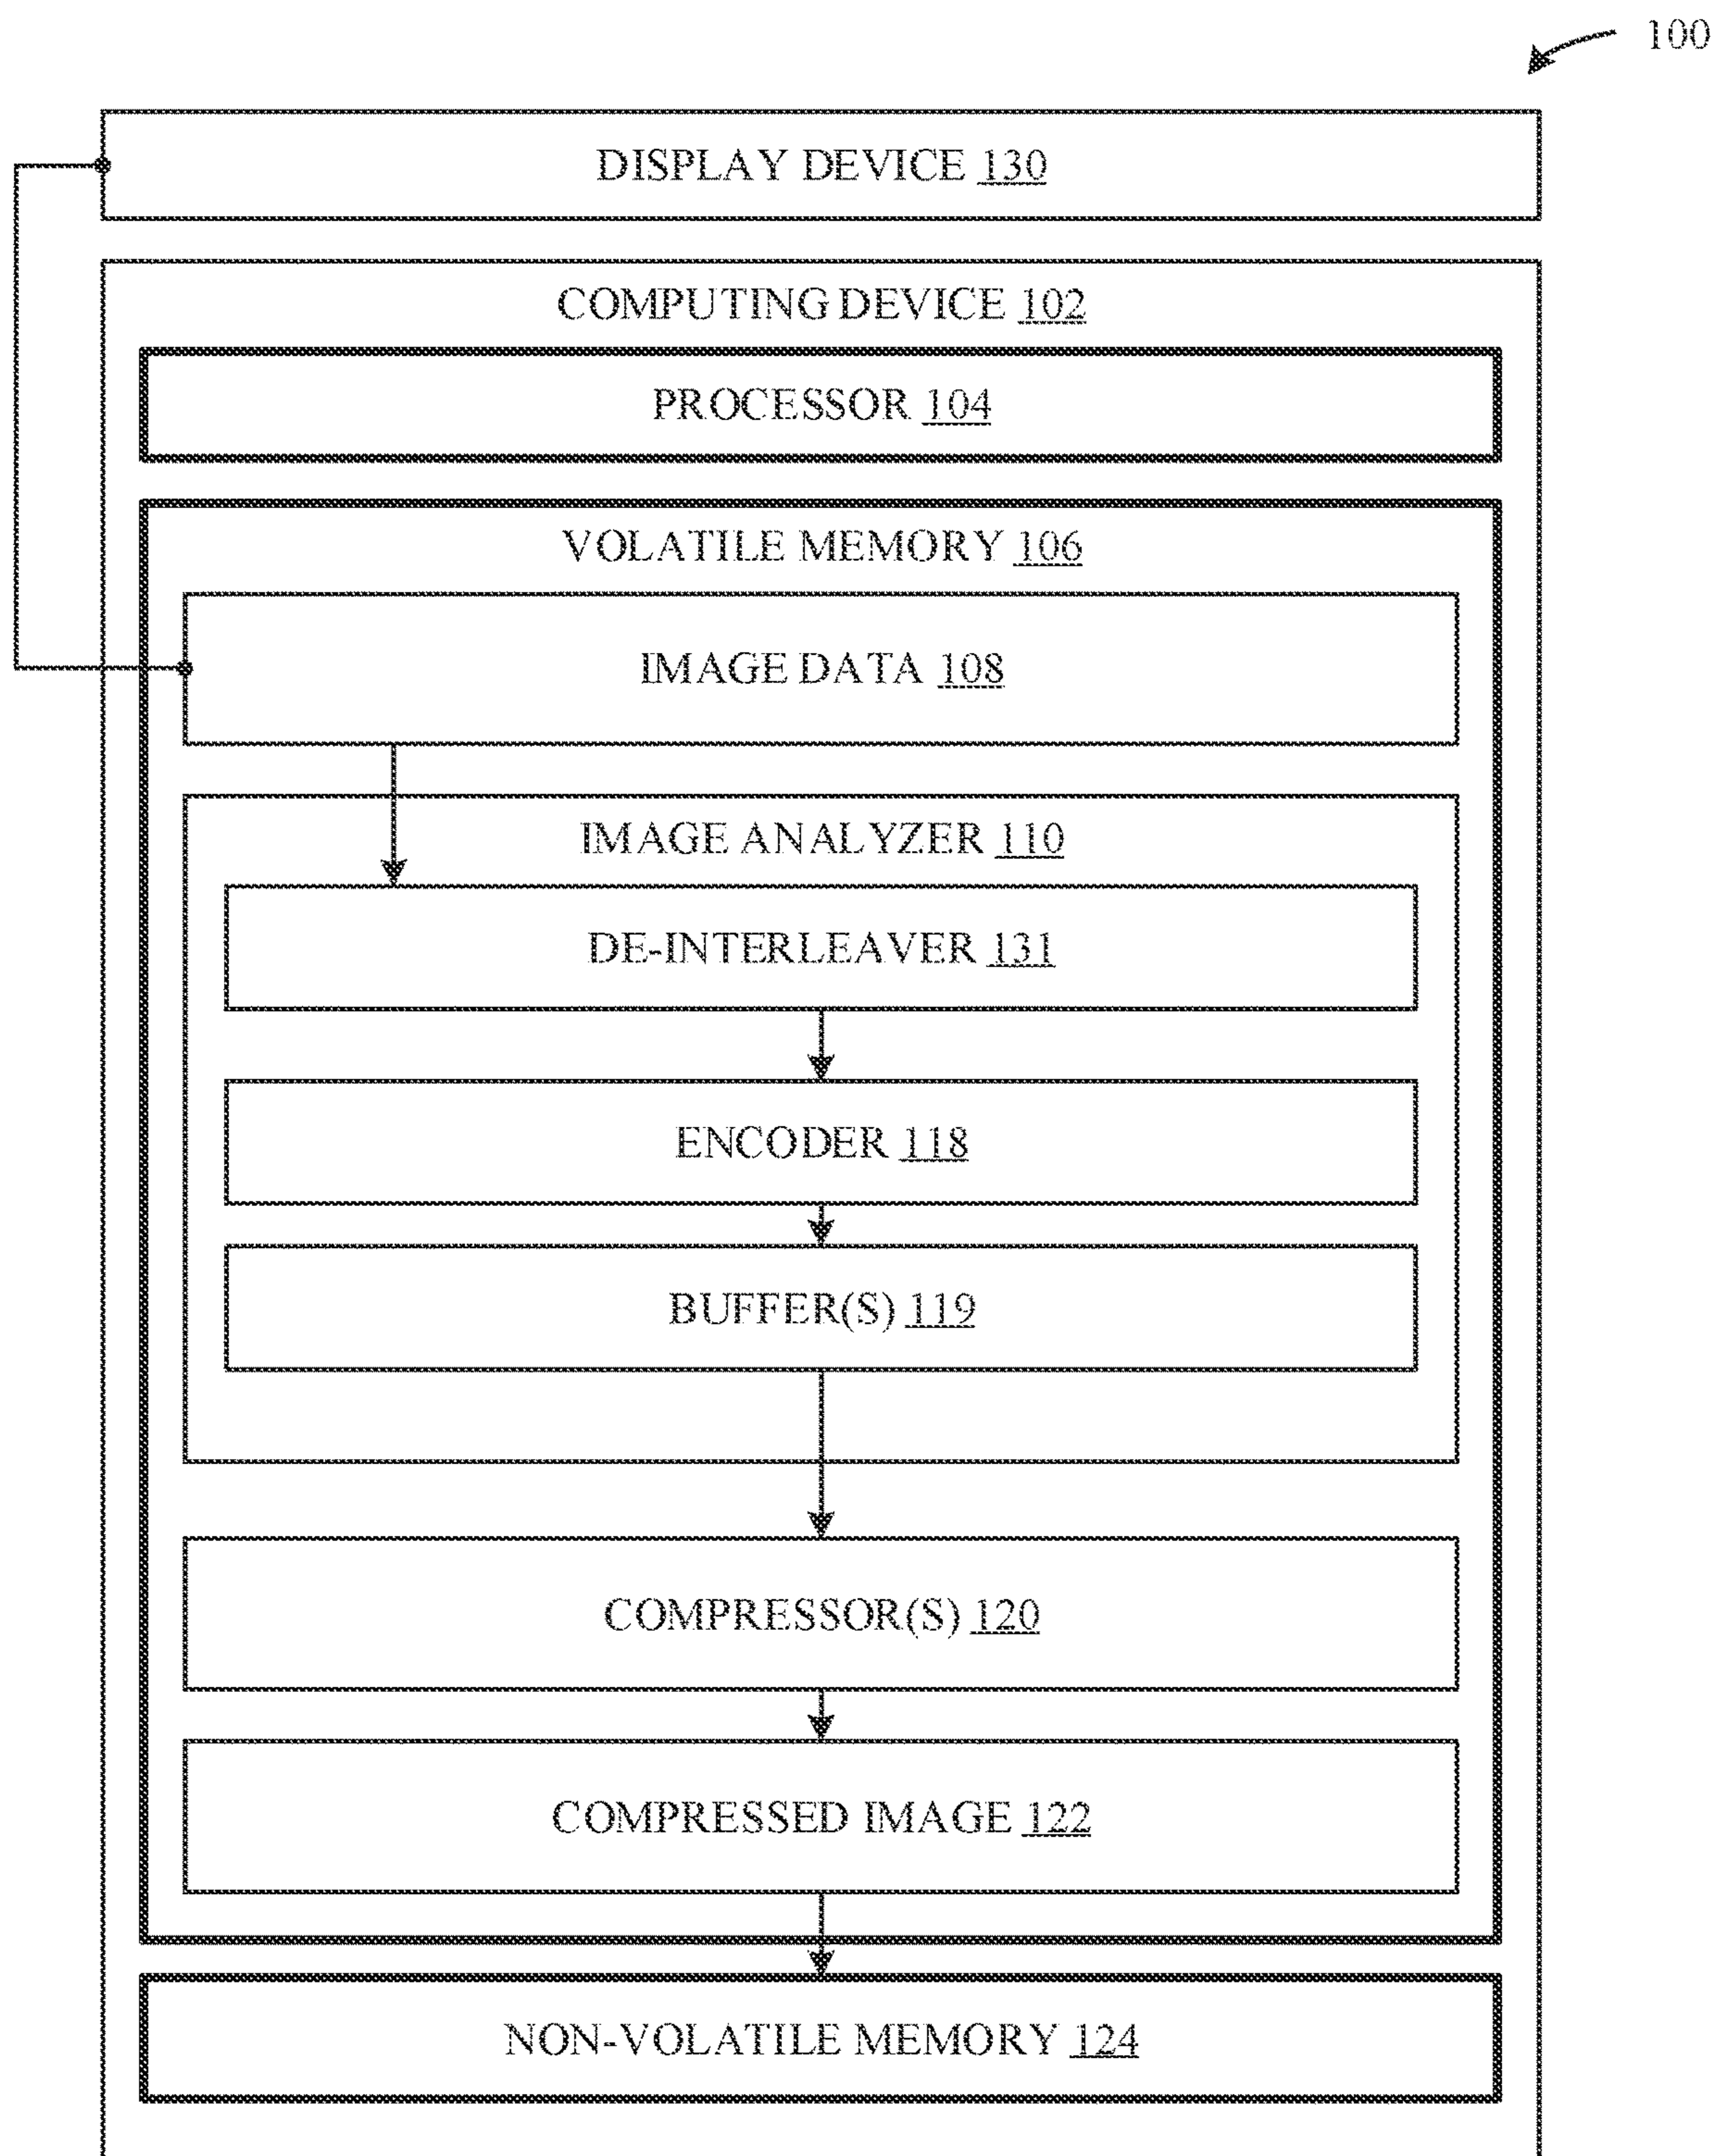 100
DISPLAY DEVICE 130
COMPUTING DEVICE 102
PROCESSOR 104
VOLATILE MEMORY 106
IMAGE DATA 108
IMAGE ANALYZER 110
DE-INTERLEAVER 131
ENCODER 118
BUFFER(S) 119
COMPRESSOR(S) 120
COMPRESSED IMAGE 122
NON-VOLATILE MEMORY 124